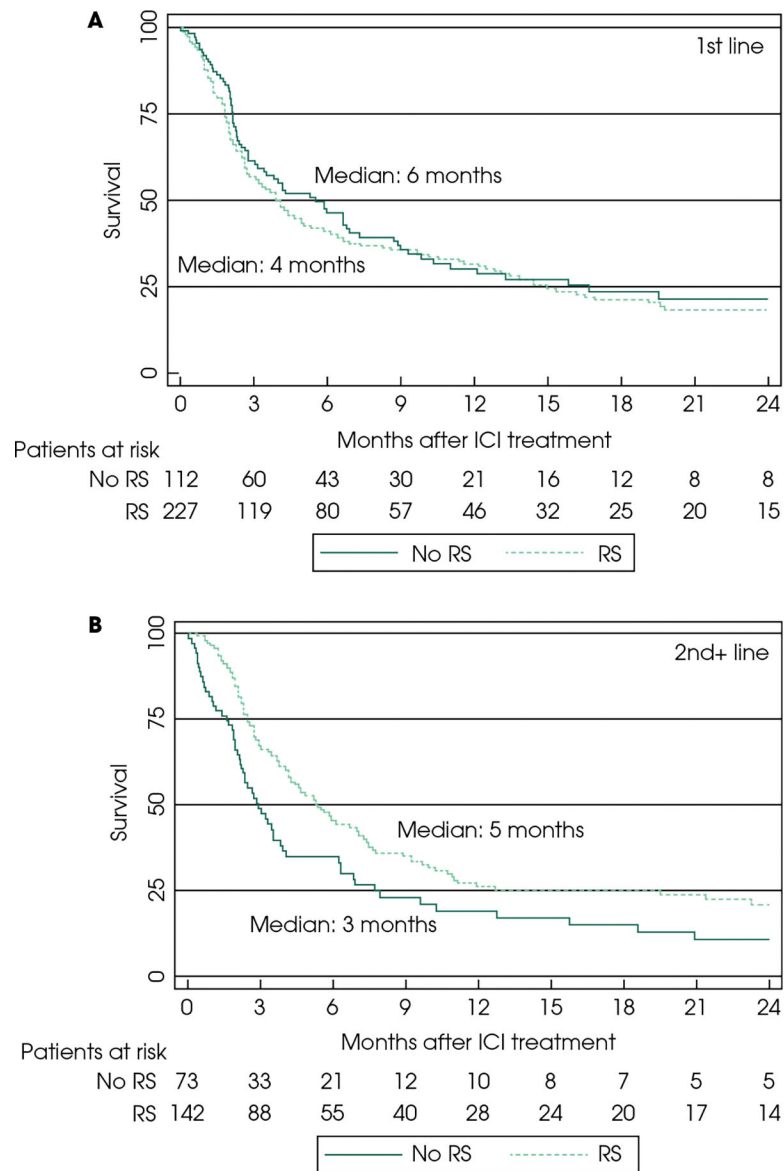 A
1st line
100
75
50
25
0
Survival
Median: 6 months
Median: 4 months
0 3 6 9 12 15 18 21 24
Months after ICI treatment
Patients at risk
No RS 112 60 43 30 21 16 12 8 8
RS 227 119 80 57 46 32 25 20 15
No RS RS
B
2nd+ line
100
75
50
25
0
Survival
Median: 5 months
Median: 3 months
0 3 6 9 12 15 18 21 24
Months after ICI treatment
Patients at risk
No RS 73 33 21 12 10 8 7 5 5
RS 142 88 55 40 28 24 20 17 14
No RS RS